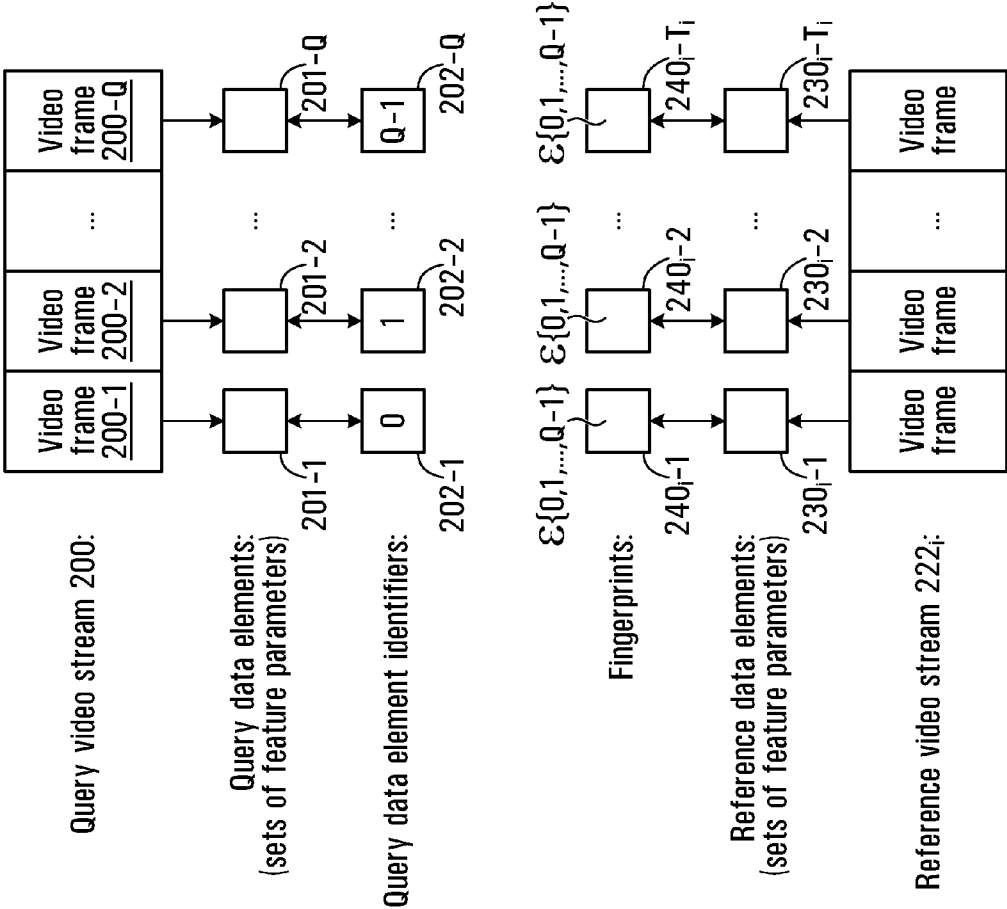 Query video stream 200:
Video frame 200-1
Video frame 200-2
...
Video frame 200-Q
Query data elements:
(sets of feature parameters)
201-1
201-2
...
201-Q
Query data element identifiers:
0
1
...
Q-1
202-1
202-2
202-Q
ε{0,1,...,Q-1}
ε{0,1,...,Q-1}
ε{0,1,...,Q-1}
Fingerprints:
...
240i-1
240i-2
240i-Ti
Reference data elements:
(sets of feature parameters)
...
230i-1
230i-2
230i-Ti
Reference video stream 222i:
Video frame
Video frame
...
Video frame